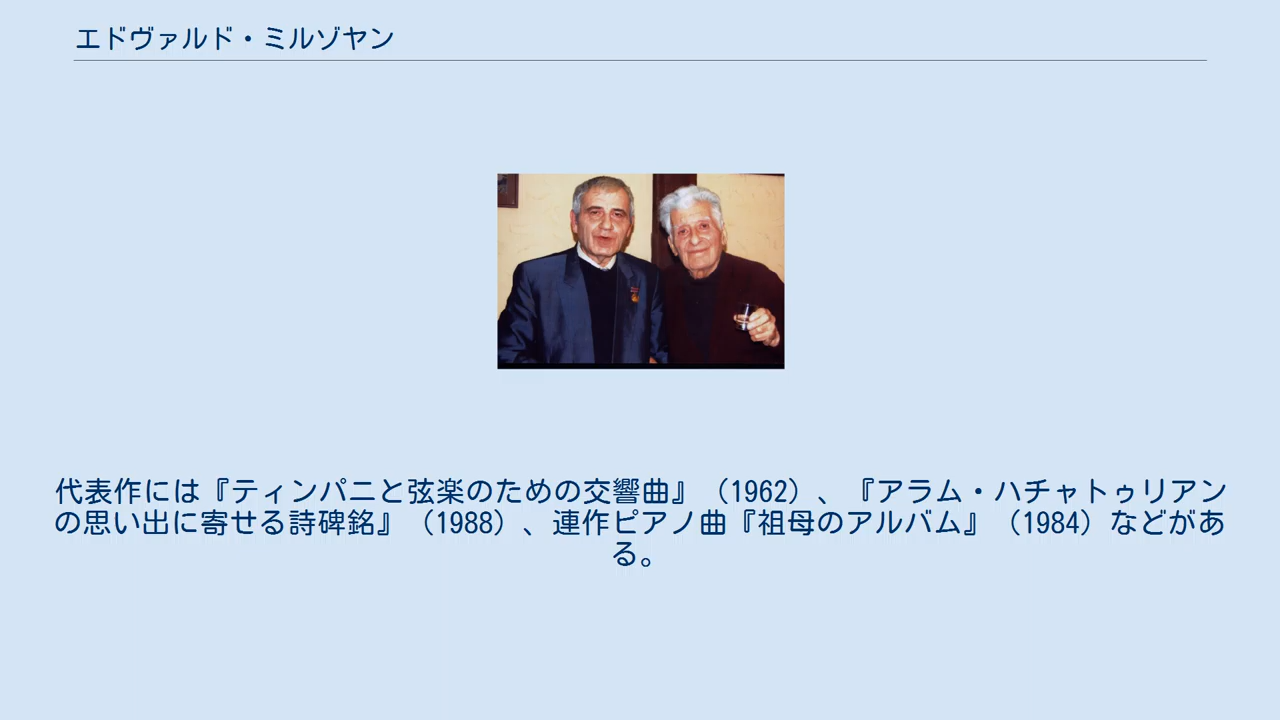 エドヴァルド・ミルゾヤン
代表作には『ティンパニと弦楽のための交響曲』（1962）、『アラム・ハチャトゥリアン
の思い出に寄せる詩碑銘』（1988）、連作ピアノ曲『祖母のアルバム』（1984）などがあ
る。